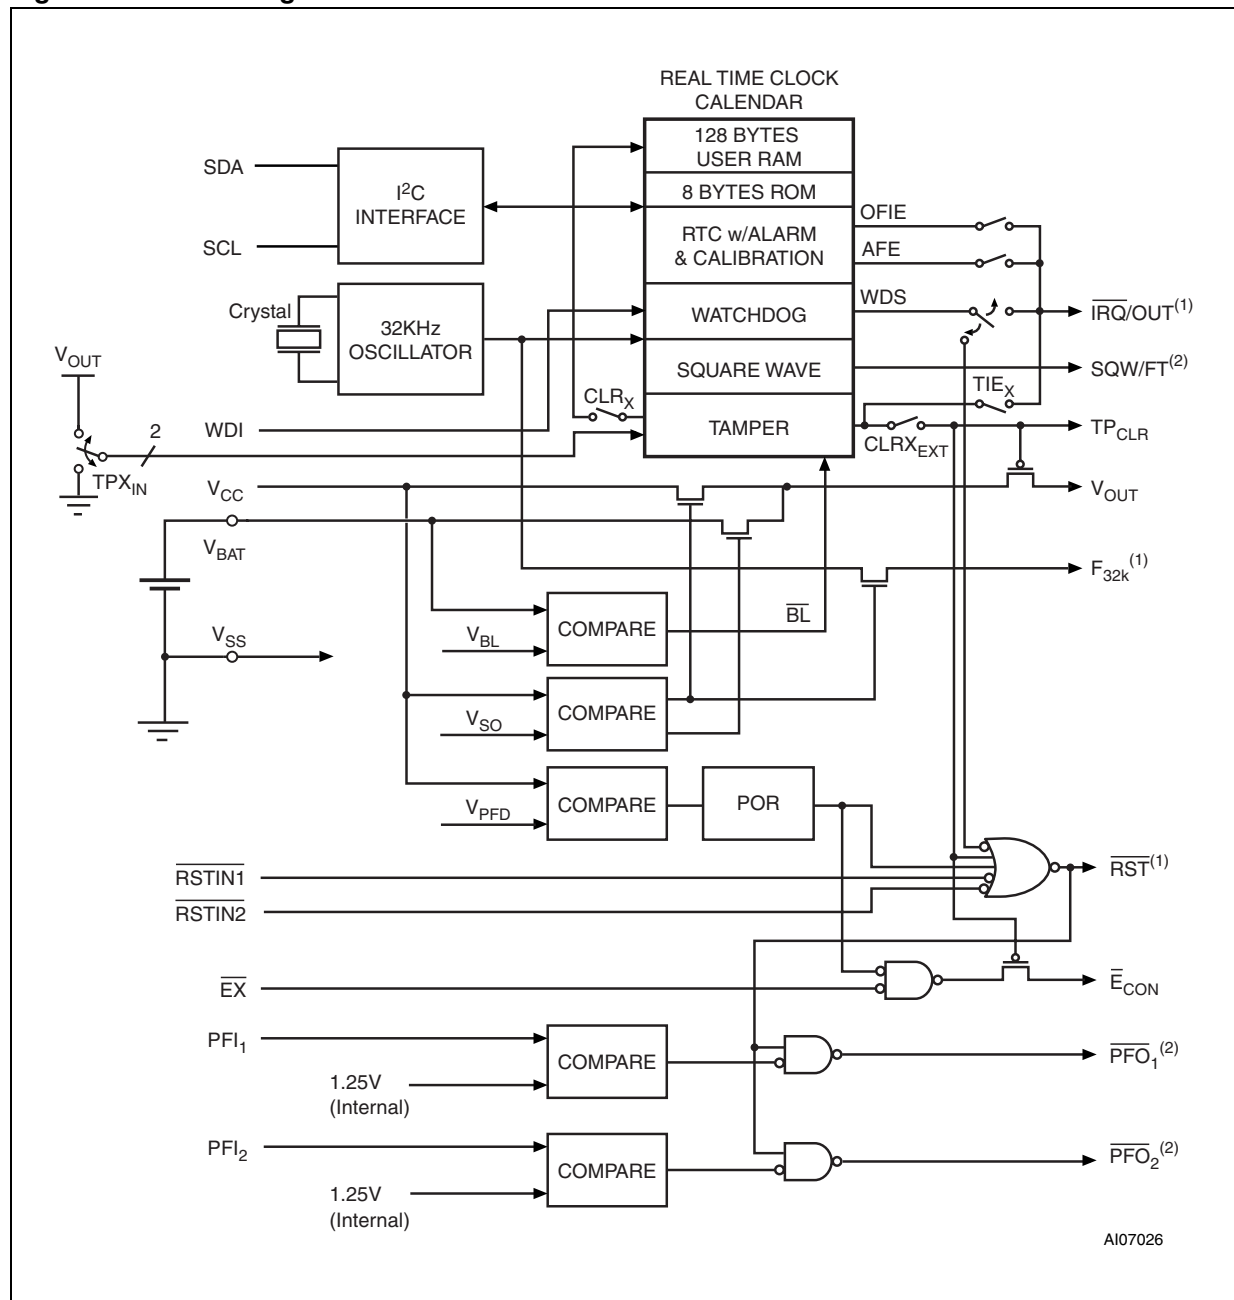 REAL TIME CLOCK
CALENDAR
128 BYTES
USER RAM
SDA
I²C
INTERFACE
SCL
8 BYTES ROM
RTC w/ALARM
& CALIBRATION
OFIE
AFE
WDS
IRQ/OUT(1)
Crystal
32KHz
OSCILLATOR
WATCHDOG
SQUARE WAVE
SQW/FT(2)
VOUT
CLRX
TIEX
WDI
2
TPXIN
TAMPER
CLRXEXT
TPCLR
VCC
VOUT
VBAT
F32k(1)
COMPARE
BL
VBL
VSS
COMPARE
VSO
COMPARE
POR
VPFD
RSTIN1
RST(1)
RSTIN2
EX
ECON
PFI1
COMPARE
PFO1(2)
1.25V
(Internal)
PFI2
COMPARE
PFO2(2)
1.25V
(Internal)
AI07026